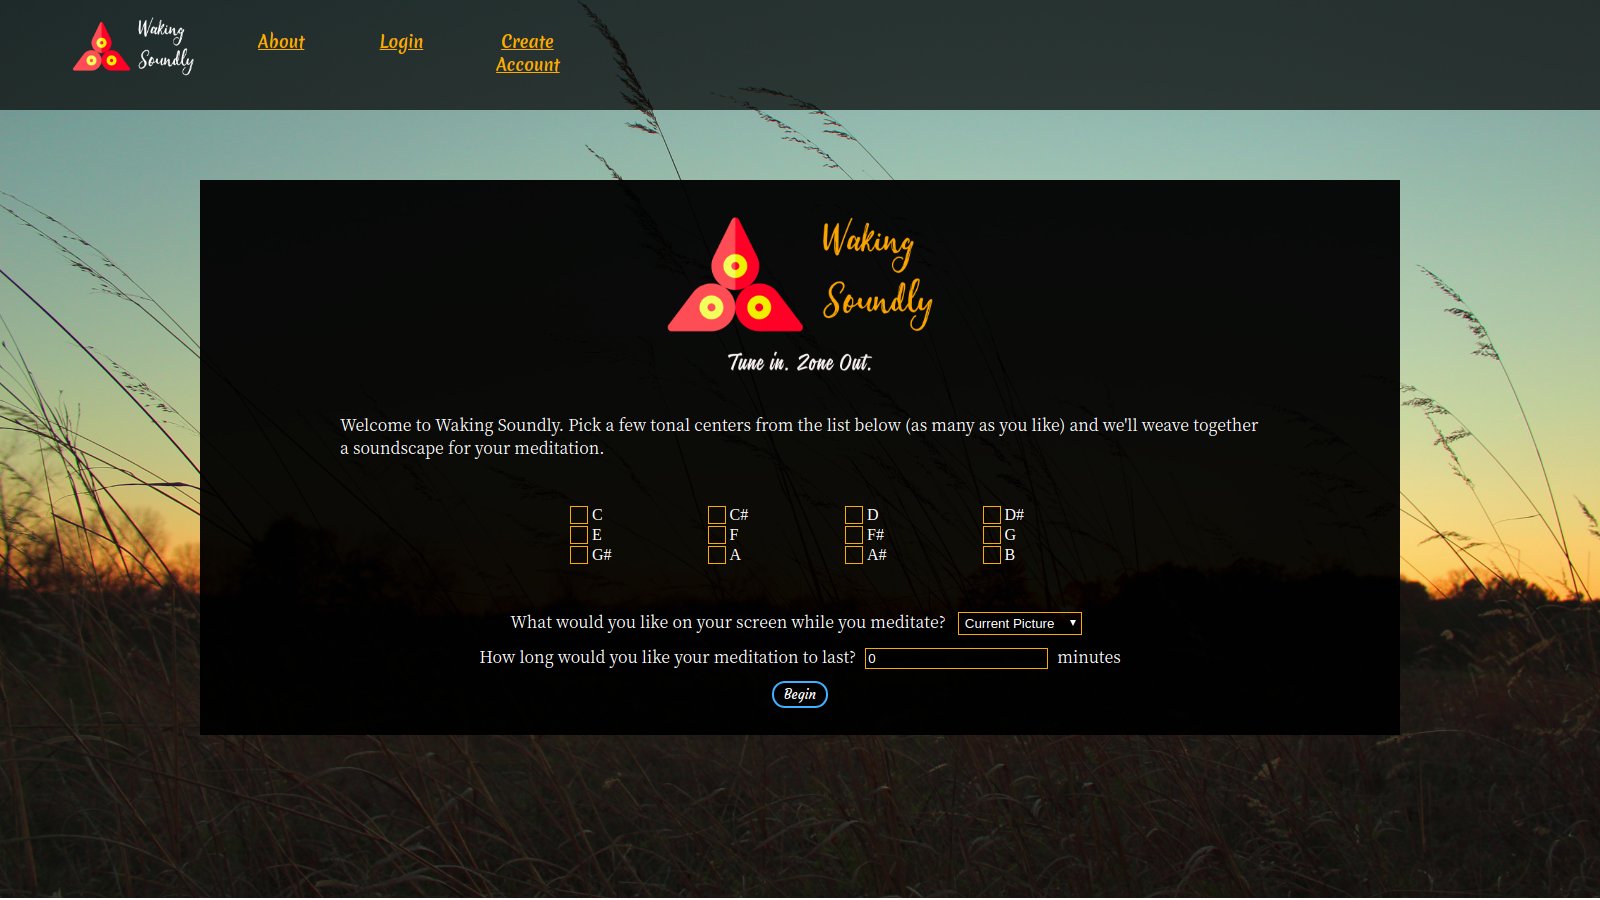 Waking
Soundly
About
Login
Create
Account
Waking
Soundly
Tune in. Zone Out.
Welcome to Waking Soundly. Pick a few tonal centers from the list below (as many as you like) and we'll weave together
a soundscape for your meditation.
C C# D D#
E F F# G
G# A A# B
What would you like on your screen while you meditate? Current Picture
How long would you like your meditation to last? 0 minutes
Begin